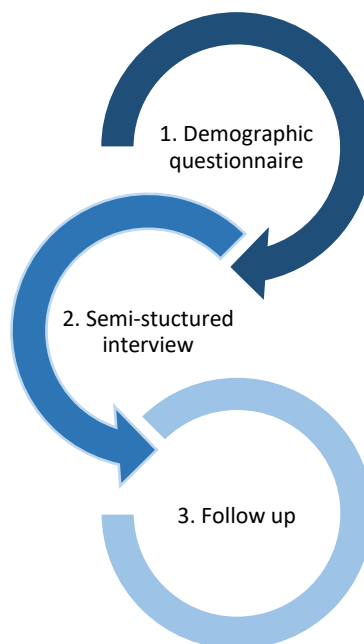 1. Demographic
questionnaire
2. Semi-stuctured
interview
3. Follow up